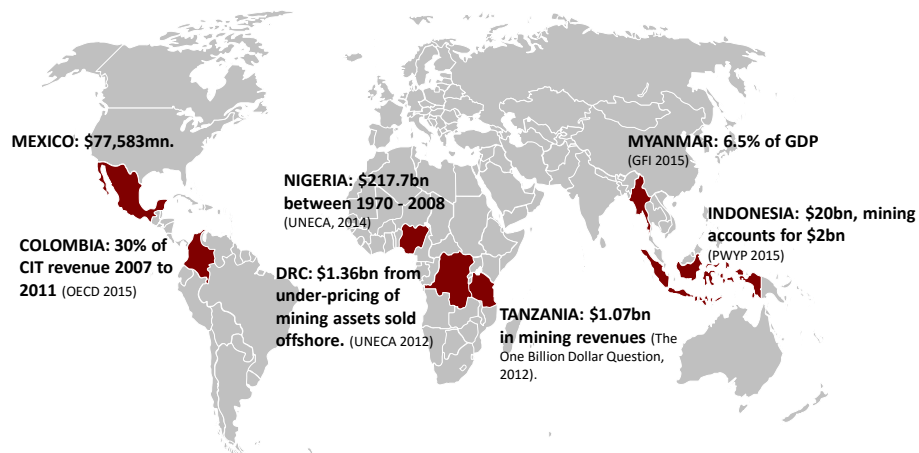 MEXICO: $77,583mn.
COLOMBIA: 30% of
CIT revenue 2007 to
2011 (OECD 2015)
NIGERIA: $217.7bn
between 1970 - 2008
(UNECA, 2014)
DRC: $1.36bn from
under-pricing of
mining assets sold
offshore. (UNECA 2012)
TANZANIA: $1.07bn
in mining revenues (The
One Billion Dollar Question,
2012).
MYANMAR: 6.5% of GDP
(GFI 2015)
INDONESIA: $20bn, mining
accounts for $2bn
(PWYP 2015)